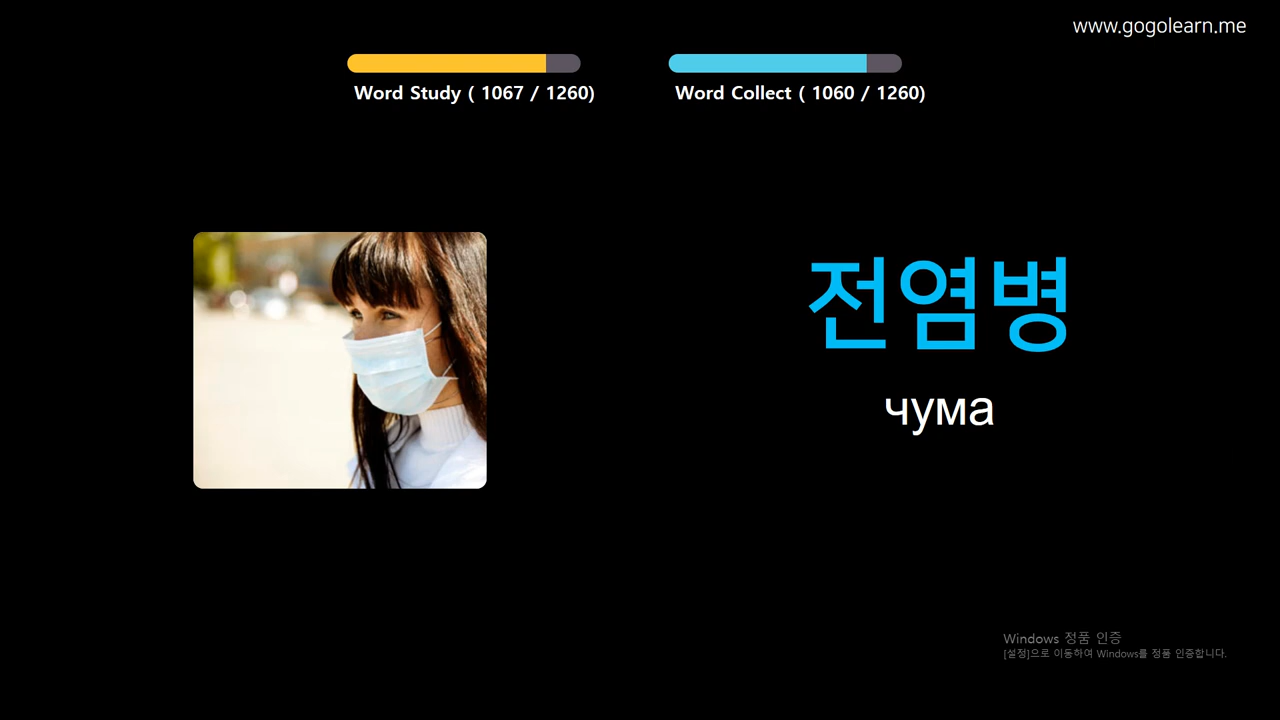 www.gogolearn.me
Word Study ( 1067 / 1260)
Word Collect ( 1060 / 1260)
전염병
чума
Windows 정품 인증
[설정]으로 이동하여 Windows를 정품 인증합니다.